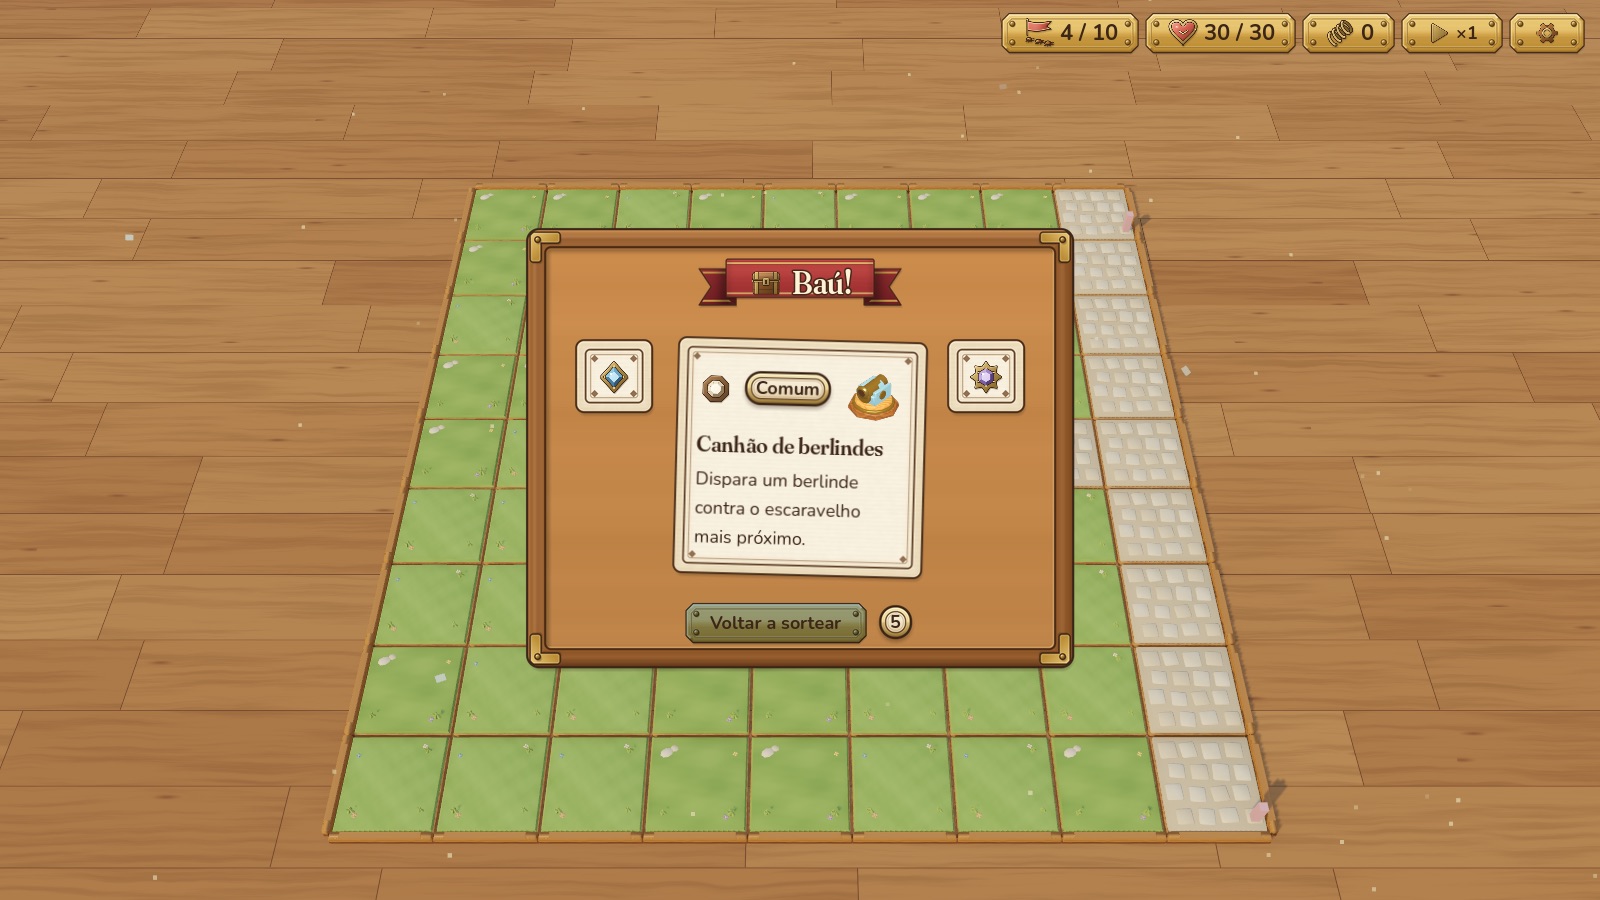 4 / 10
30 / 30
0
×1
Baú!
Comum
Canhão de berlindes
Dispara um berlinde
contra o escaravelho
mais próximo.
Voltar a sortear
5